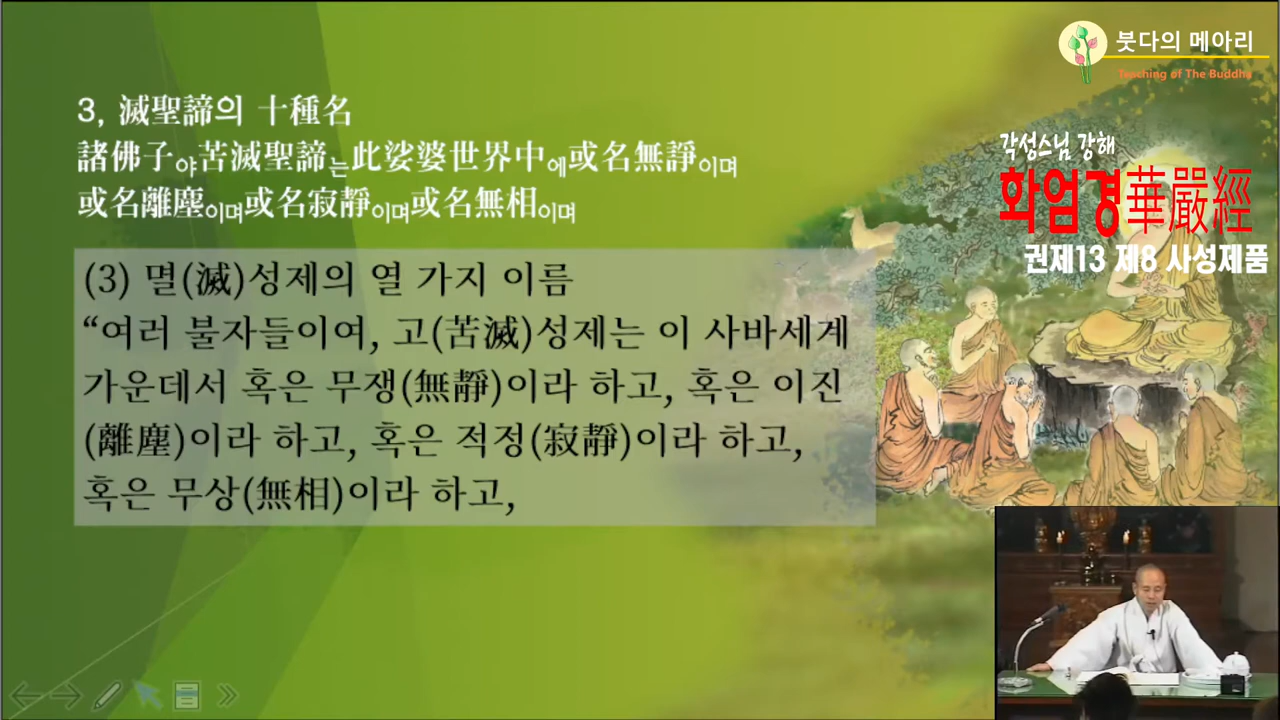 붓다의 메아리
Teaching of The Buddha
각성스님 강해
화엄경華嚴經
권제13 제8 사성제품
3, 滅聖諦의 十種名
諸佛子야苦滅聖諦는此娑婆世界中에或名無諍이며
或名離塵이며或名寂靜이며或名無相이며
(3) 멸(滅)성제의 열 가지 이름
“여러 불자들이여, 고(苦滅)성제는 이 사바세계
가운데서 혹은 무쟁(無靜)이라 하고, 혹은 이진
(離塵)이라 하고, 혹은 적정(寂靜)이라 하고,
혹은 무상(無相)이라 하고,